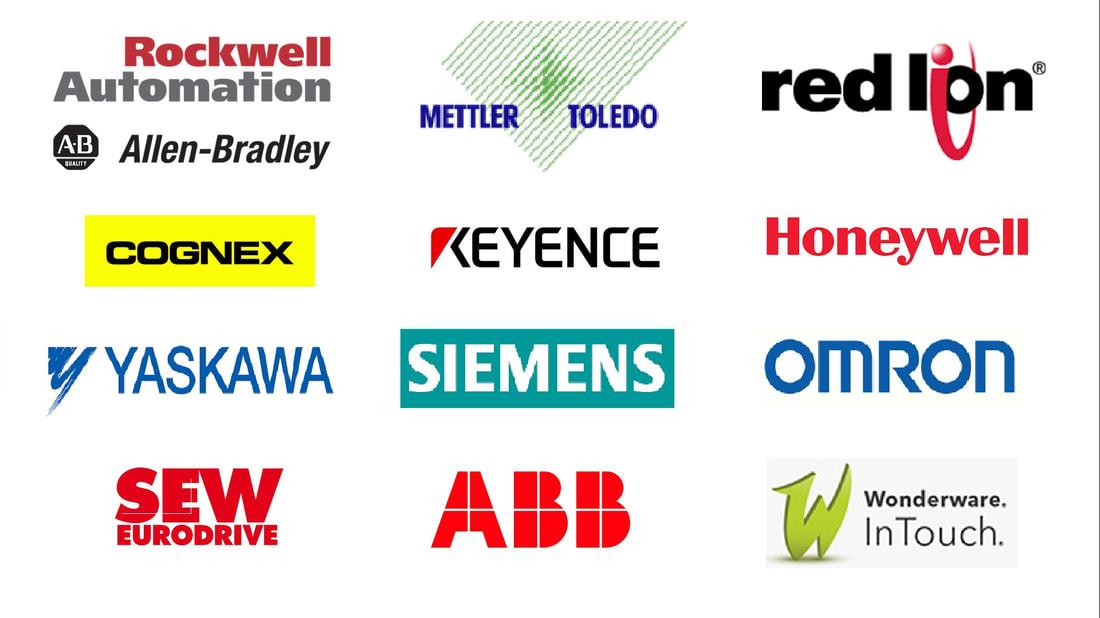 Rockwell
Automation
A-B
QUALITY
Allen-Bradley
METTLER TOLEDO
red lion®
COGNEX
KEYENCE
Honeywell
YASKAWA
SIEMENS
OMRON
SEW
EURODRIVE
ABB
Wonderware.
InTouch.